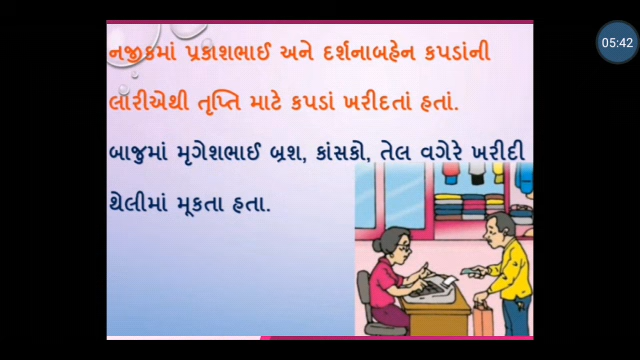 નજીકમાં પ્રકાશભાઈ અને દર્શનાબહેન કપડાંની
લારીએથી તૃપ્તિ માટે કપડાં ખરીદતાં હતાં.
બાજુમાં મૃગેશભાઈ બ્રશ, કાંસકો, તેલ વગેરે ખરીદી
થેલીમાં મૂકતા હતા.
05:42